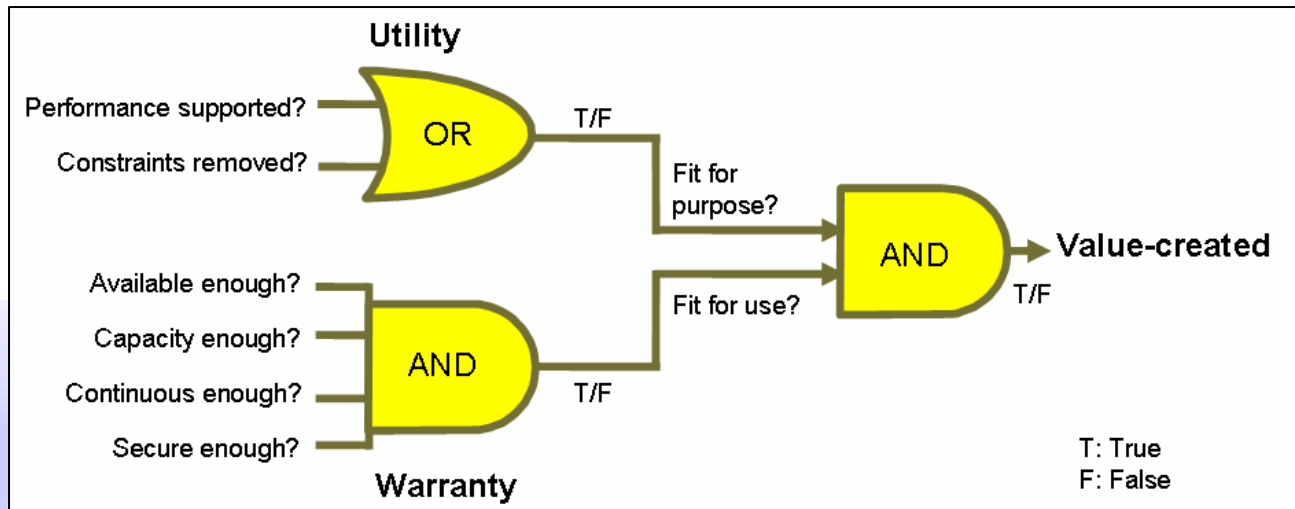 Utility
Performance supported?
Constraints removed?
OR
T/F
Fit for
purpose?
Available enough?
Capacity enough?
Continuous enough?
Secure enough?
AND
T/F
Fit for use?
Warranty
AND
Value-created
T/F
T: True
F: False